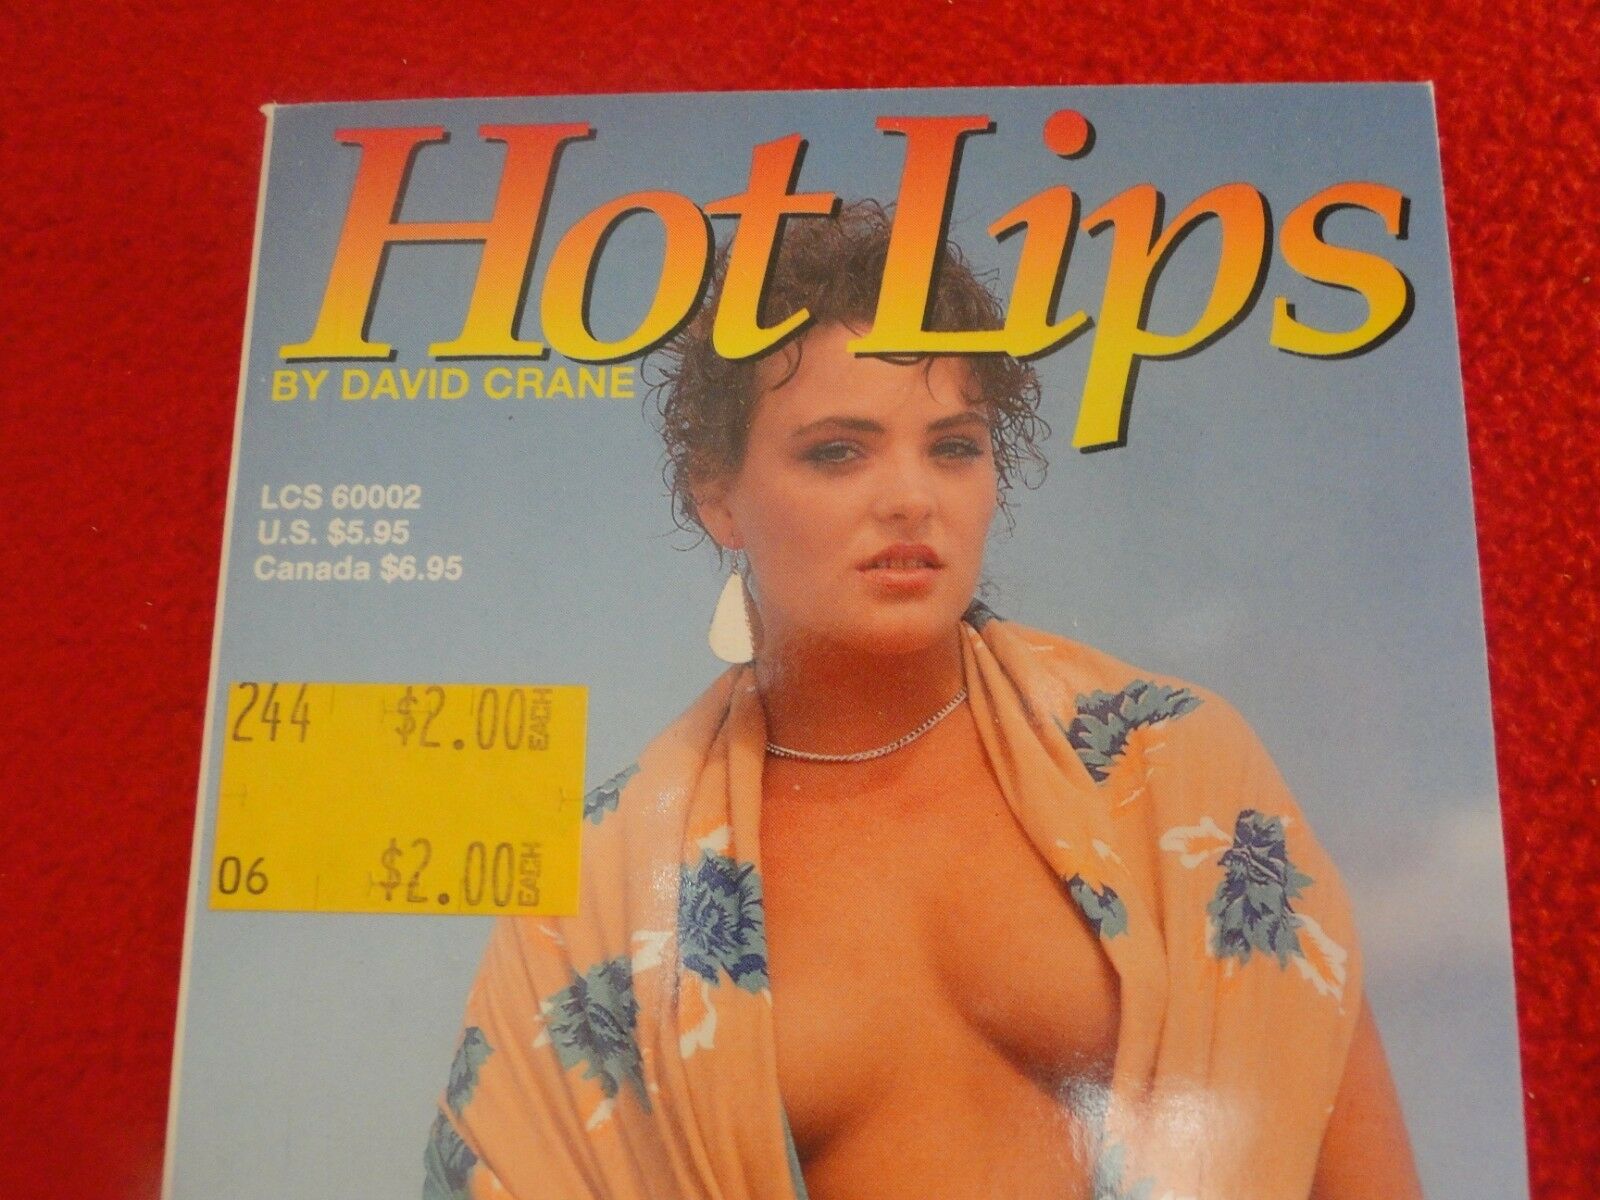 Hot Lips
BY DAVID CRANE
LCS 60002
U.S. $5.95
Canada $6.95
244 $2.00 EACH
06 $2.00 EACH